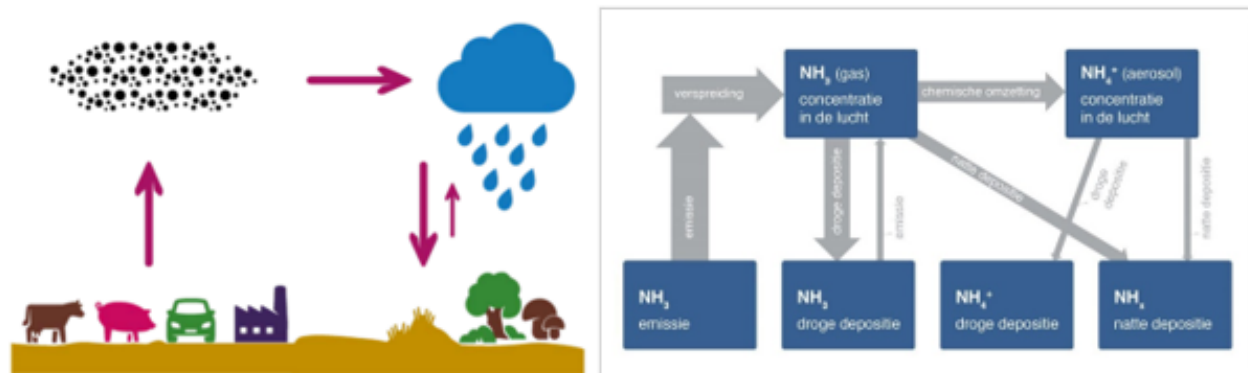 NH₃ (gas)
concentratie
in de lucht
NH₄⁺ (aerosol)
concentratie
in de lucht
verspreiding
chemische omzetting
emissie
droge depositie
emissie
natte depositie
droge
depositie
natte depositie
NH₃
emissie
NH₃
droge depositie
NH₄⁺
droge depositie
NHₓ
natte depositie